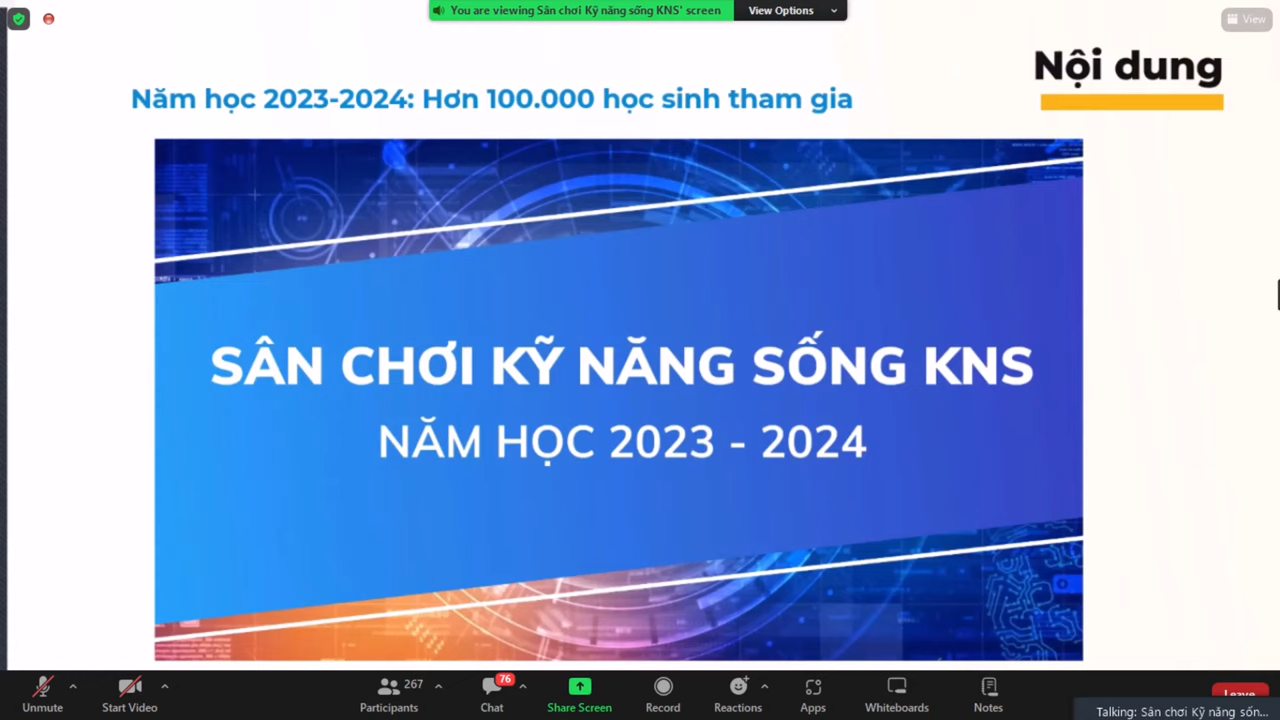 You are viewing Sân chơi Kỹ năng sống KNS' screen
View Options
View
Nội dung
Năm học 2023-2024: Hơn 100.000 học sinh tham gia
SÂN CHƠI KỸ NĂNG SỐNG KNS
NĂM HỌC 2023 - 2024
267
76
Unmute
Start Video
Participants
Chat
Share Screen
Record
Reactions
Apps
Whiteboards
Notes
Leave
Talking: Sân chơi Kỹ năng sốn...